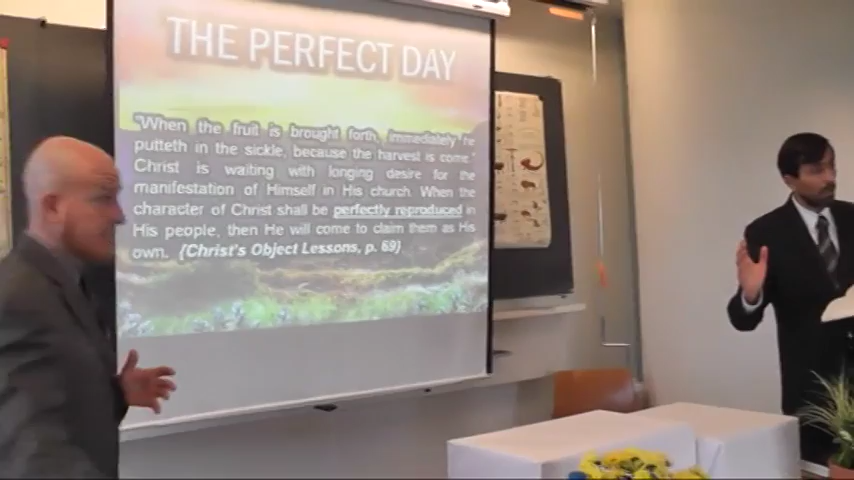 THE PERFECT DAY
"When the fruit is brought forth, immediately he
putteth in the sickle, because the harvest is come."
Christ is waiting with longing desire for the
manifestation of Himself in His church. When the
character of Christ shall be perfectly reproduced in
His people, then He will come to claim them as His
own. {Christ's Object Lessons, p. 69}